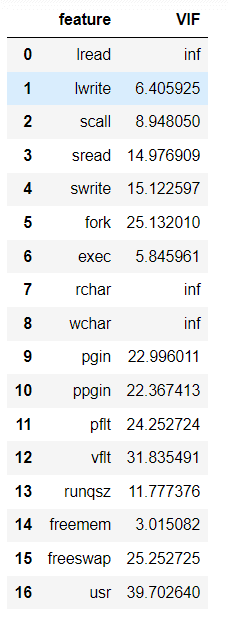 feature VIF
0 lread inf
1 lwrite 6.405925
2 scall 8.948050
3 sread 14.976909
4 swrite 15.122597
5 fork 25.132010
6 exec 5.845961
7 rchar inf
8 wchar inf
9 pgin 22.996011
10 ppgin 22.367413
11 pflt 24.252724
12 vflt 31.835491
13 runqsz 11.777376
14 freemem 3.015082
15 freeswap 25.252725
16 usr 39.702640